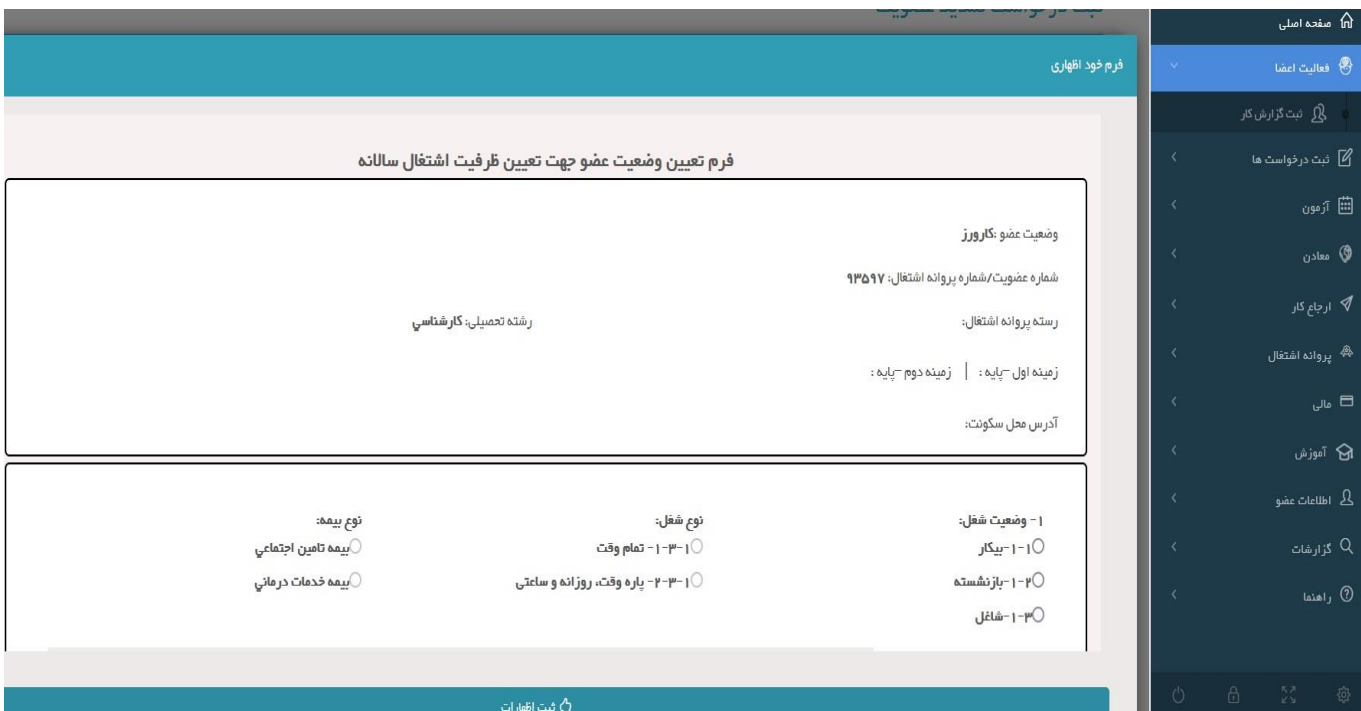 ثبت درخواست تمدید عضویت
صفحه اصلی
فعالیت اعضا
ثبت گزارش کار
ثبت درخواست ها
آزمون
معادن
ارجاع کار
پروانه اشتغال
مالی
آموزش
اطلاعات عضو
گزارشات
راهنما
فرم خود اظهاری
فرم تعیین وضعیت عضو جهت تعیین ظرفیت اشتغال سالانه
وضعیت عضو :کارورز
شماره عضویت/شماره پروانه اشتغال: ۹۳۵۹۷
رسته پروانه اشتغال: رشته تحصیلی: کارشناسي
زمینه اول -پایه : | زمینه دوم -پایه :
آدرس محل سکونت:
۱- وضعیت شغل: نوع شغل: نوع بیمه:
۱-۱-بیکار ۱-۳-۱- تمام وقت بیمه تامین اجتماعي
۱-۲-بازنشسته ۱-۳-۲- پاره وقت، روزانه و ساعتی بیمه خدمات درماني
۱-۳-شاغل
ثبت اظهارات